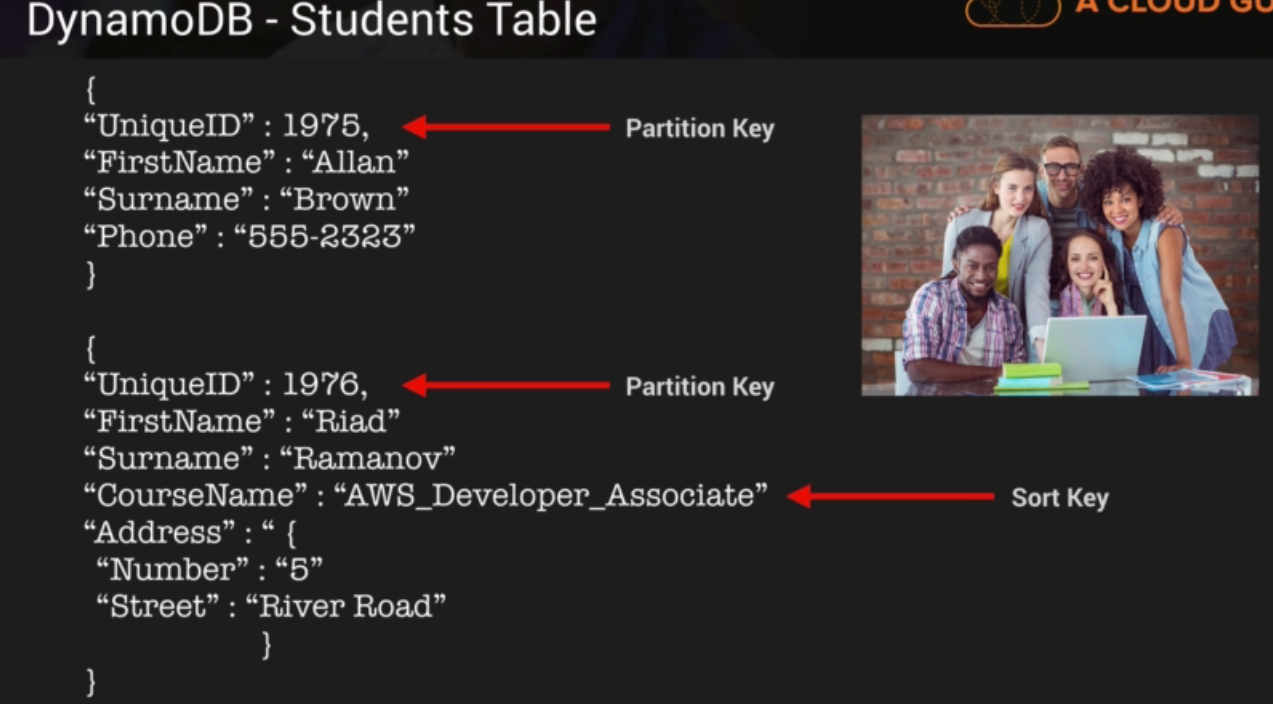 DynamoDB - Students Table
A CLOUD GU
{
“UniqueID” : 1975,
Partition Key
“FirstName” : “Allan”
“Surname” : “Brown”
“Phone” : “555-2323”
}
{
“UniqueID” : 1976,
Partition Key
“FirstName” : “Riad”
“Surname” : “Ramanov”
“CourseName” : “AWS_Developer_Associate”
Sort Key
“Address” : “ {
“Number” : “5”
“Street” : “River Road”
}
}